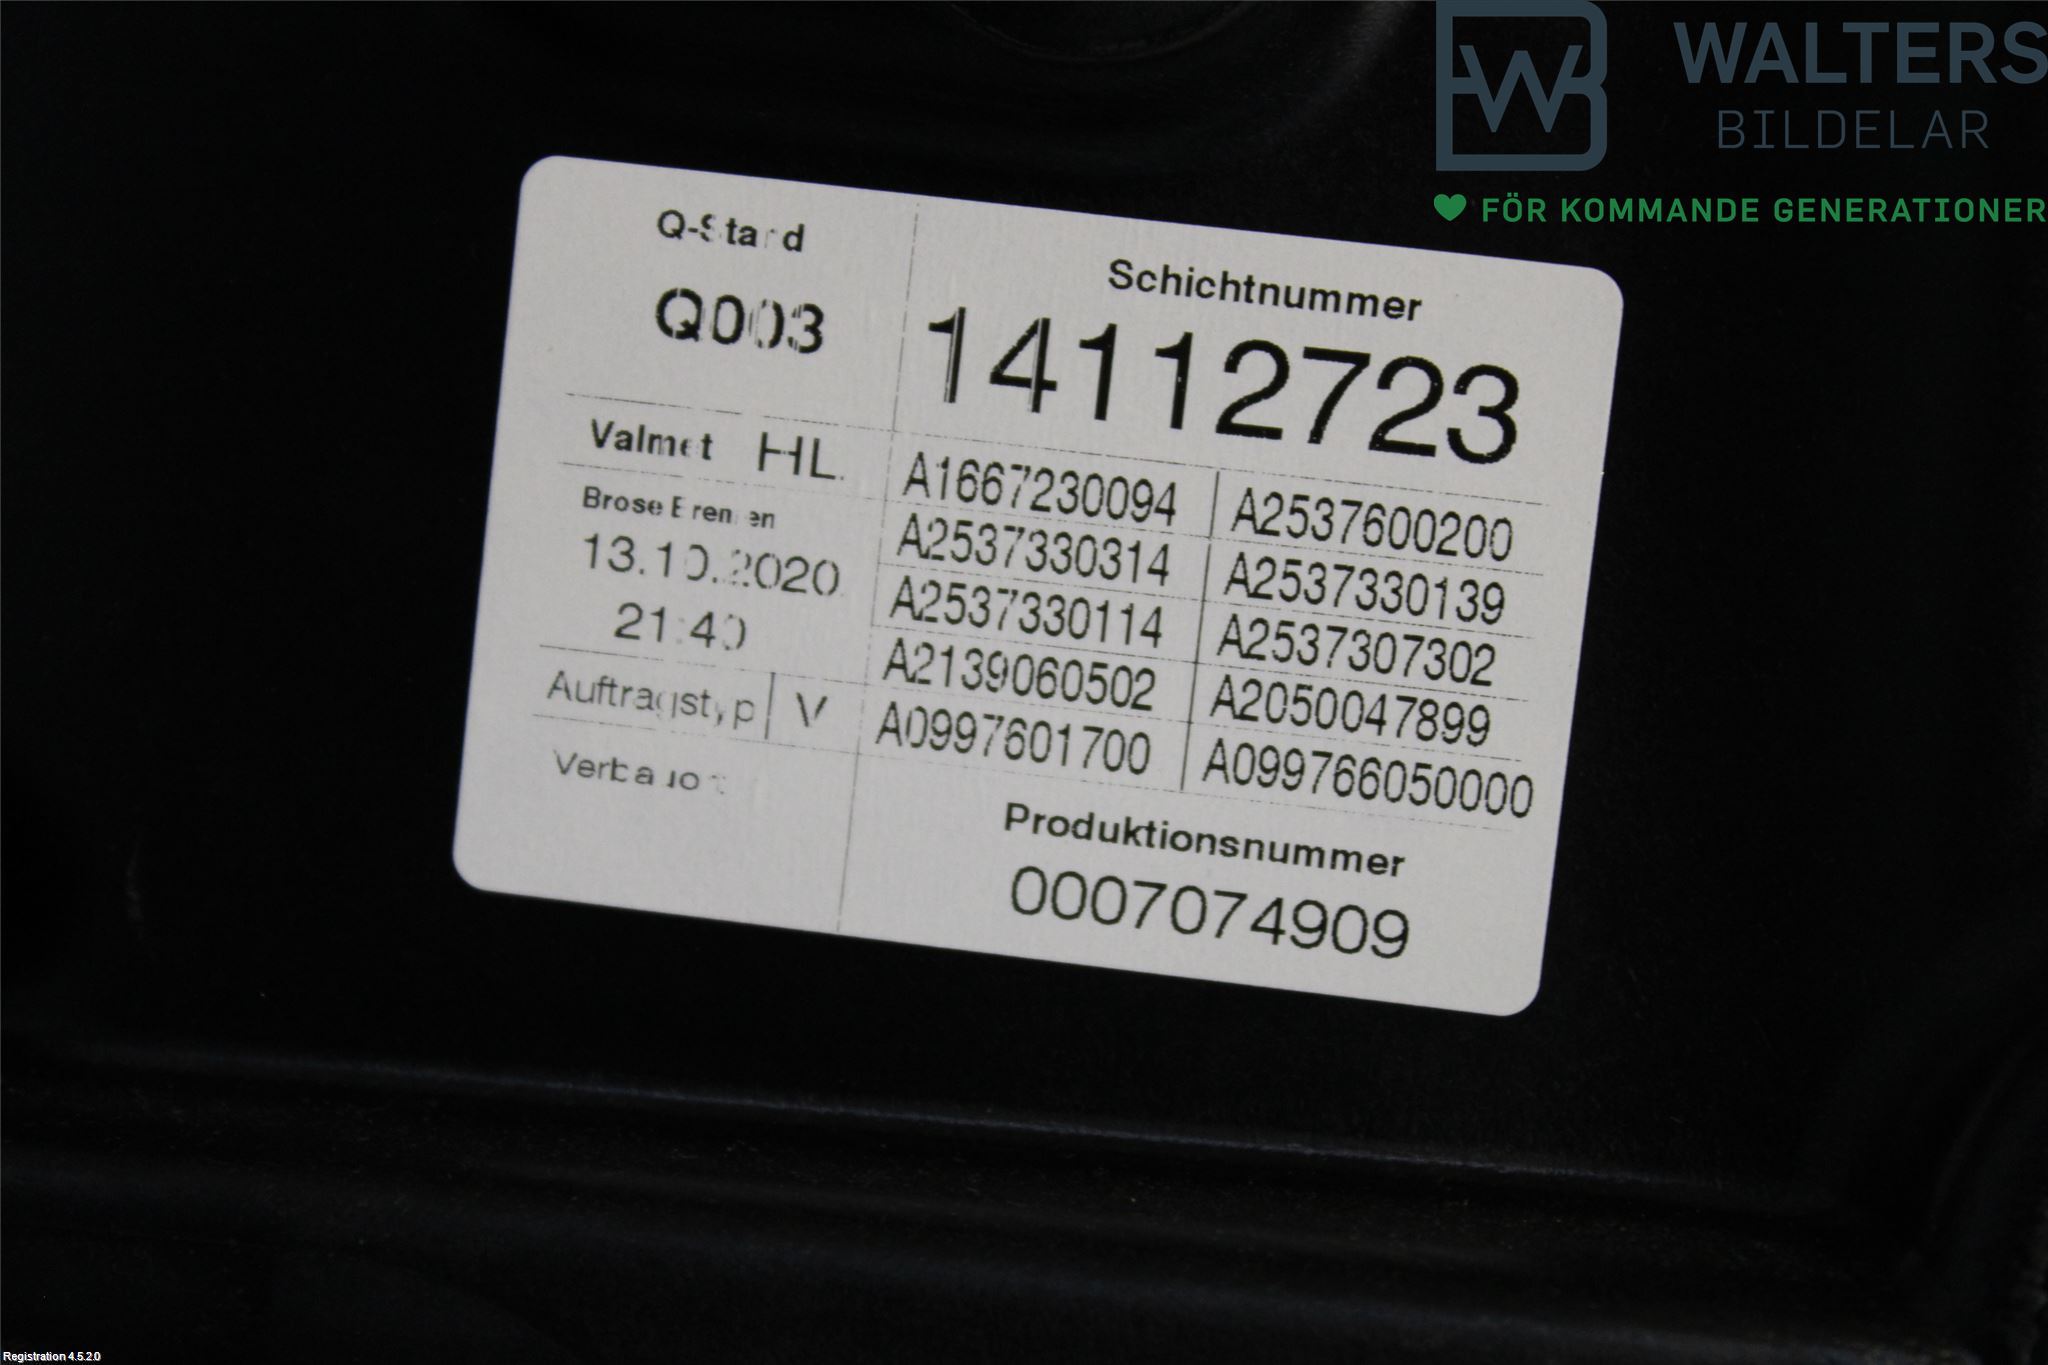 WALTERS
BILDELAR
FÖR KOMMANDE GENERATIONER
Q-Stand
Q003
Schichtnummer
14112723
Valmet HL
Brose Bremen
13.10.2020
21:40
Auftragstyp V
Verbauort
A1667230094 A2537600200
A2537330314 A2537330139
A2537330114 A2537307302
A2139060502 A2050047899
A0997601700 A099766050000
Produktionsnummer
0007074909
Registration 4.5.2.0